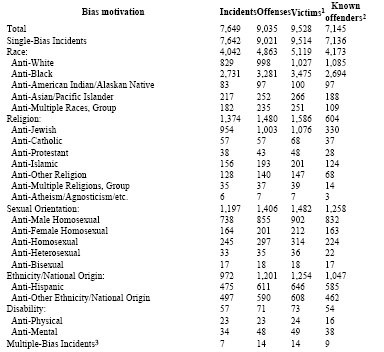 Bias motivation Incidents Offenses Victims¹ Known offenders²
Total 7,649 9,035 9,528 7,145
Single-Bias Incidents 7,642 9,021 9,514 7,136
Race: 4,042 4,863 5,119 4,173
Anti-White 829 998 1,027 1,085
Anti-Black 2,731 3,281 3,475 2,694
Anti-American Indian/Alaskan Native 83 97 100 97
Anti-Asian/Pacific Islander 217 252 266 188
Anti-Multiple Races, Group 182 235 251 109
Religion: 1,374 1,480 1,586 604
Anti-Jewish 954 1,003 1,076 330
Anti-Catholic 57 57 68 37
Anti-Protestant 38 43 48 28
Anti-Islamic 156 193 201 124
Anti-Other Religion 128 140 147 68
Anti-Multiple Religions, Group 35 37 39 14
Anti-Atheism/Agnosticism/etc. 6 7 7 3
Sexual Orientation: 1,197 1,406 1,482 1,258
Anti-Male Homosexual 738 855 902 832
Anti-Female Homosexual 164 201 212 163
Anti-Homosexual 245 297 314 224
Anti-Heterosexual 33 35 36 22
Anti-Bisexual 17 18 18 17
Ethnicity/National Origin: 972 1,201 1,254 1,047
Anti-Hispanic 475 611 646 585
Anti-Other Ethnicity/National Origin 497 590 608 462
Disability: 57 71 73 54
Anti-Physical 23 23 24 16
Anti-Mental 34 48 49 38
Multiple-Bias Incidents³ 7 14 14 9